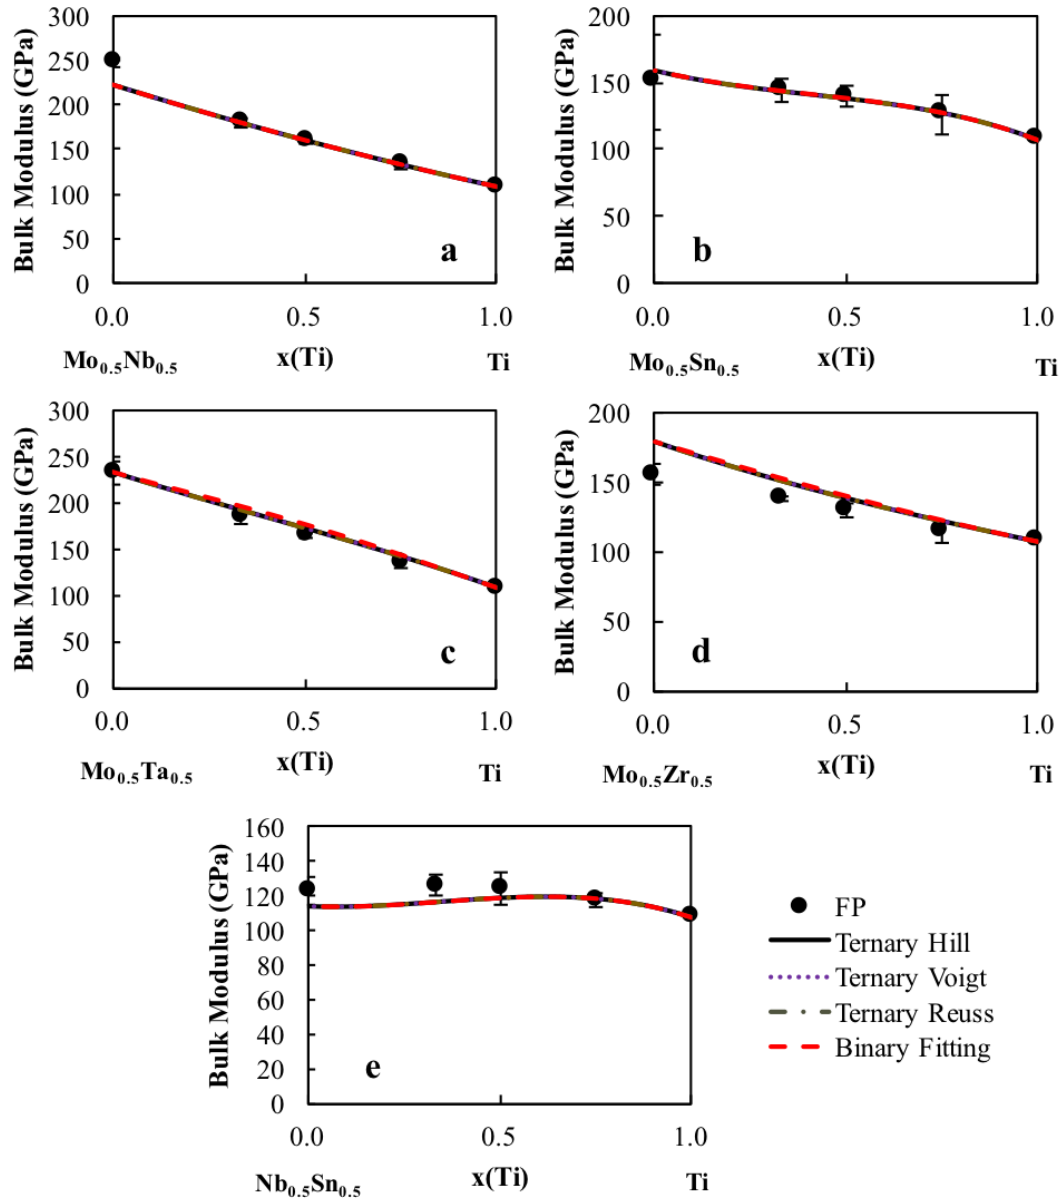 300
250
200
150
100
50
0
Bulk Modulus (GPa)
a
0.0 0.5 1.0
Mo0.5Nb0.5 x(Ti) Ti
200
150
100
50
0
Bulk Modulus (GPa)
b
0.0 0.5 1.0
Mo0.5Sn0.5 x(Ti) Ti
300
250
200
150
100
50
0
Bulk Modulus (GPa)
c
0.0 0.5 1.0
Mo0.5Ta0.5 x(Ti) Ti
200
150
100
50
0
Bulk Modulus (GPa)
d
0.0 0.5 1.0
Mo0.5Zr0.5 x(Ti) Ti
160
140
120
100
80
60
40
20
0
Bulk Modulus (GPa)
e
0.0 0.5 1.0
Nb0.5Sn0.5 x(Ti) Ti
FP
Ternary Hill
Ternary Voigt
Ternary Reuss
Binary Fitting